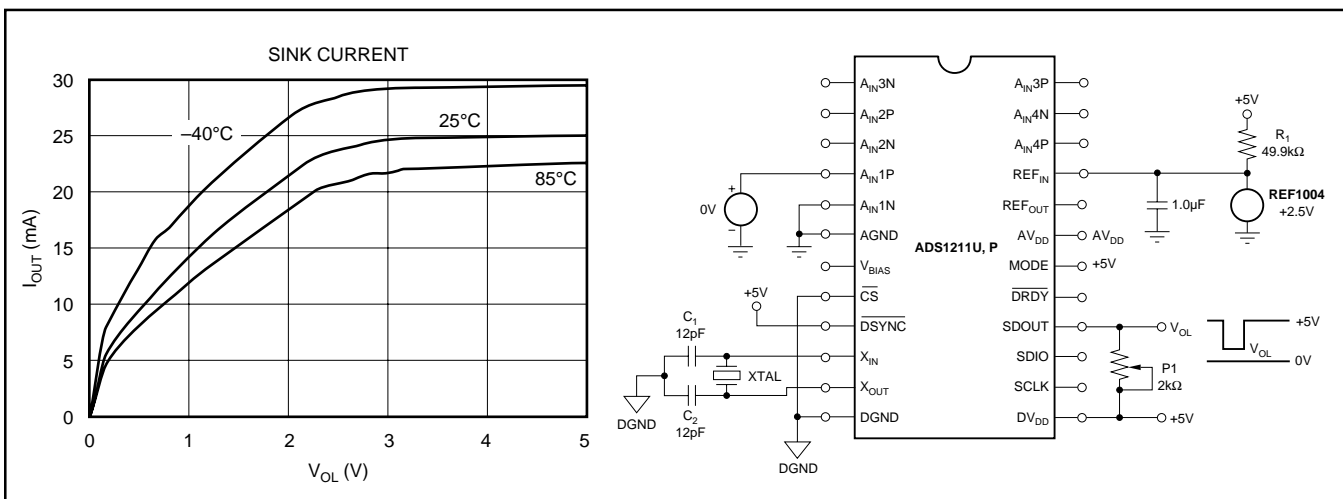 SINK CURRENT
30
25
20
15
10
5
0
I_OUT (mA)
–40°C
25°C
85°C
0
1
2
3
4
5
V_OL (V)
A_IN3N
A_IN2P
A_IN2N
A_IN1P
A_IN1N
AGND
V_BIAS
CS
DSYNC
X_IN
X_OUT
DGND
ADS1211U, P
A_IN3P
A_IN4N
A_IN4P
REF_IN
REF_OUT
AV_DD
MODE
DRDY
SDOUT
SDIO
SCLK
DV_DD
+
0V
–
+5V
C1
12pF
XTAL
C2
12pF
DGND
DGND
+5V
R1
49.9kΩ
1.0µF
REF1004
+2.5V
AV_DD
+5V
V_OL
P1
2kΩ
+5V
+5V
V_OL
0V